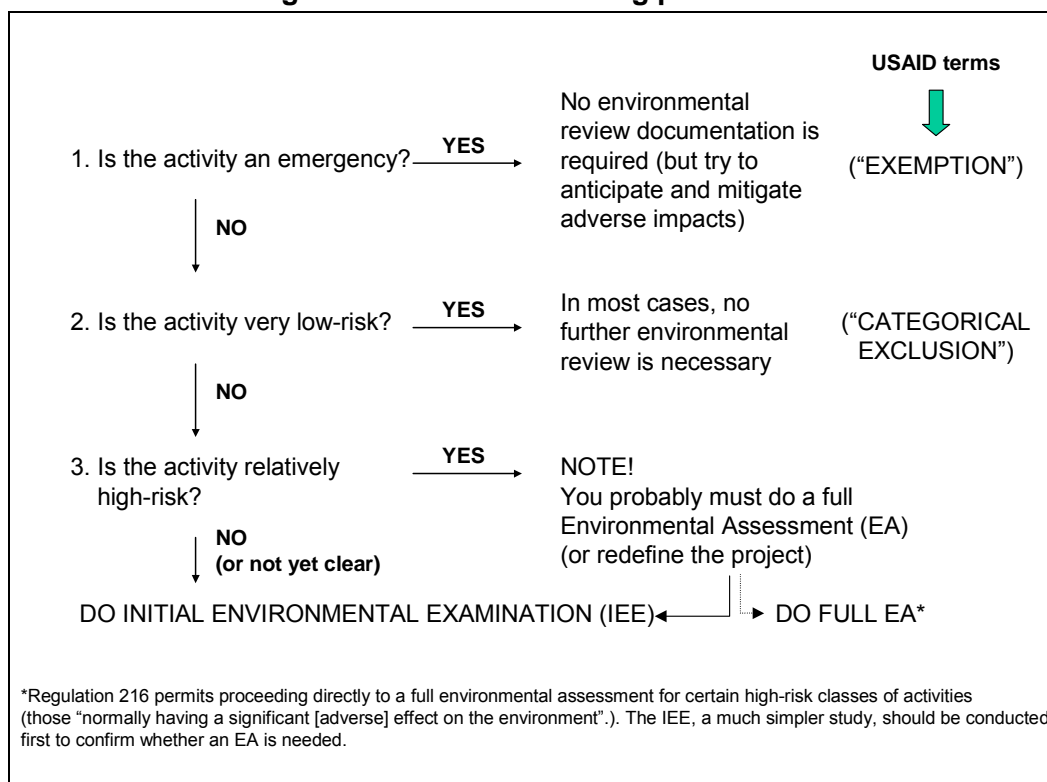 USAID terms
1. Is the activity an emergency?
YES
No environmental
review documentation is
required (but try to
anticipate and mitigate
adverse impacts)
("EXEMPTION")
NO
2. Is the activity very low-risk?
YES
In most cases, no
further environmental
review is necessary
("CATEGORICAL
EXCLUSION")
NO
3. Is the activity relatively
high-risk?
YES
NOTE!
You probably must do a full
Environmental Assessment (EA)
(or redefine the project)
NO
(or not yet clear)
DO INITIAL ENVIRONMENTAL EXAMINATION (IEE)
DO FULL EA*
*Regulation 216 permits proceeding directly to a full environmental assessment for certain high-risk classes of activities
(those "normally having a significant [adverse] effect on the environment".). The IEE, a much simpler study, should be conducted
first to confirm whether an EA is needed.